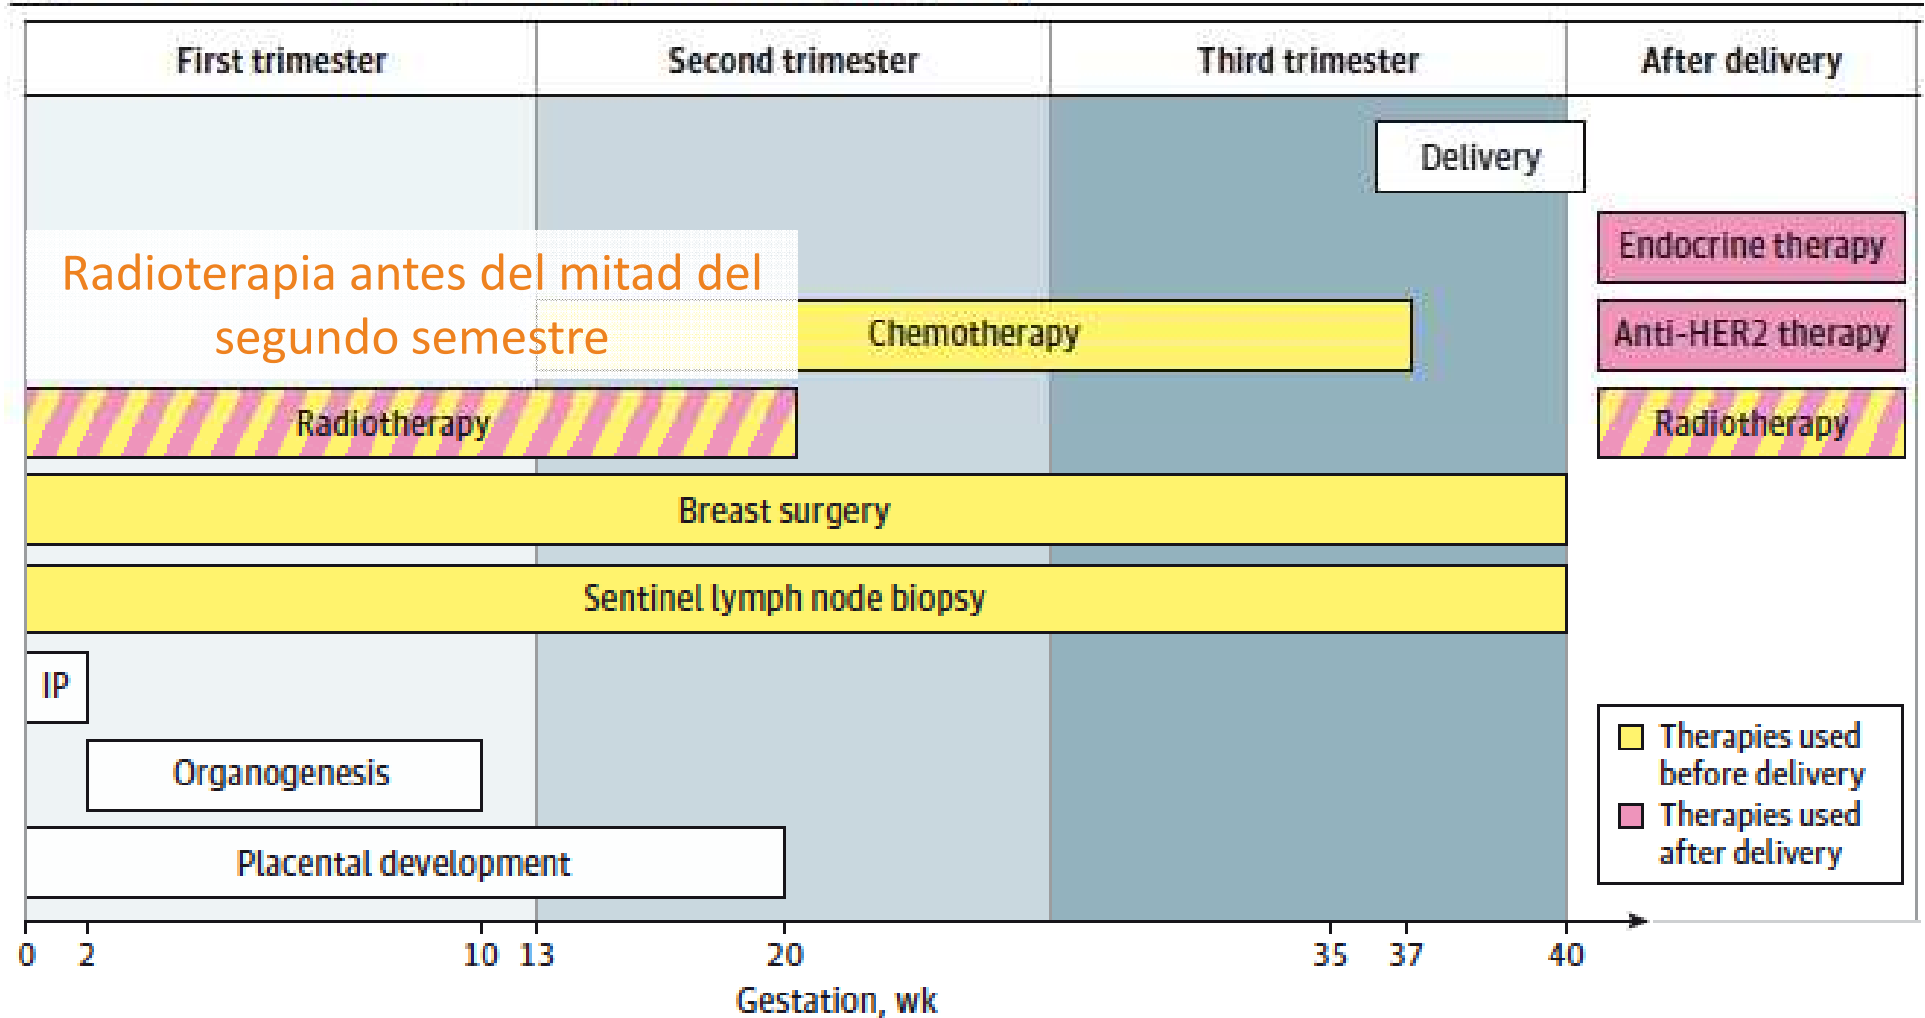 First trimester
Second trimester
Third trimester
After delivery
Delivery
Endocrine therapy
Radioterapia antes del mitad del
segundo semestre
Chemotherapy
Anti-HER2 therapy
Radiotherapy
Radiotherapy
Breast surgery
Sentinel lymph node biopsy
IP
Organogenesis
Placental development
Therapies used
before delivery
Therapies used
after delivery
0 2 10 13 20 35 37 40
Gestation, wk